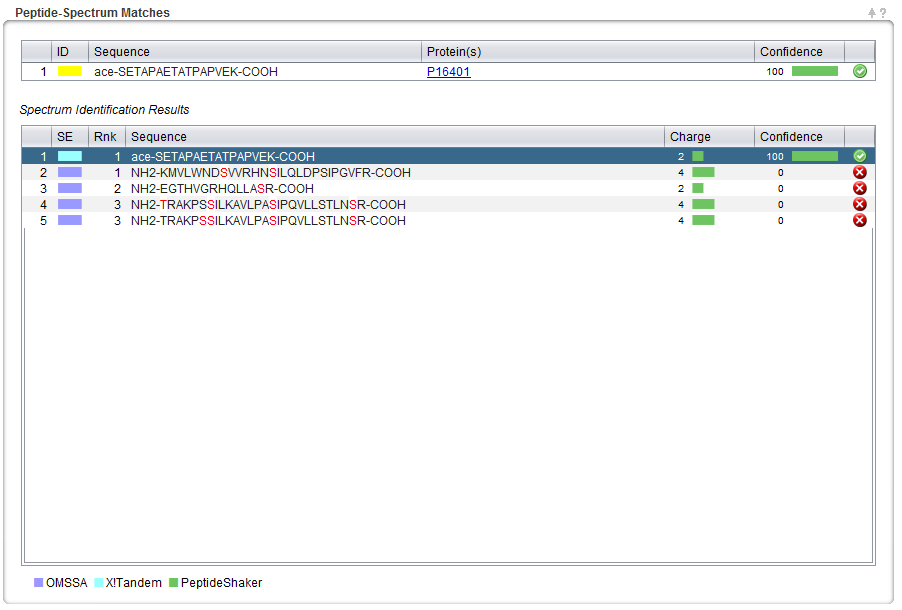 Peptide-Spectrum Matches ?
ID Sequence Protein(s) Confidence
1 ace-SETAPAETATPAPVEK-COOH P16401 100
Spectrum Identification Results
SE Rnk Sequence Charge Confidence
1 1 ace-SETAPAETATPAPVEK-COOH 2 100
2 1 NH2-KMVLWNDSVVRHNSILQLDPSIPGVFR-COOH 4 0
3 2 NH2-EGTHVGRHQLLASR-COOH 2 0
4 3 NH2-TRAKPSSILKAVLPASIPQVLLSTLNSR-COOH 4 0
5 3 NH2-TRAKPSSILKAVLPASIPQVLLSTLNSR-COOH 4 0
OMSSA X!Tandem PeptideShaker